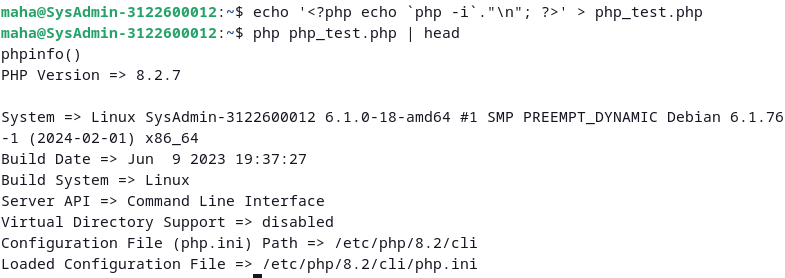 maha@SysAdmin-3122600012:~$ echo '<?php echo `php -i`."\n"; ?>' > php_test.php
maha@SysAdmin-3122600012:~$ php php_test.php | head
phpinfo()
PHP Version => 8.2.7
System => Linux SysAdmin-3122600012 6.1.0-18-amd64 #1 SMP PREEMPT_DYNAMIC Debian 6.1.76
-1 (2024-02-01) x86_64
Build Date => Jun  9 2023 19:37:27
Build System => Linux
Server API => Command Line Interface
Virtual Directory Support => disabled
Configuration File (php.ini) Path => /etc/php/8.2/cli
Loaded Configuration File => /etc/php/8.2/cli/php.ini